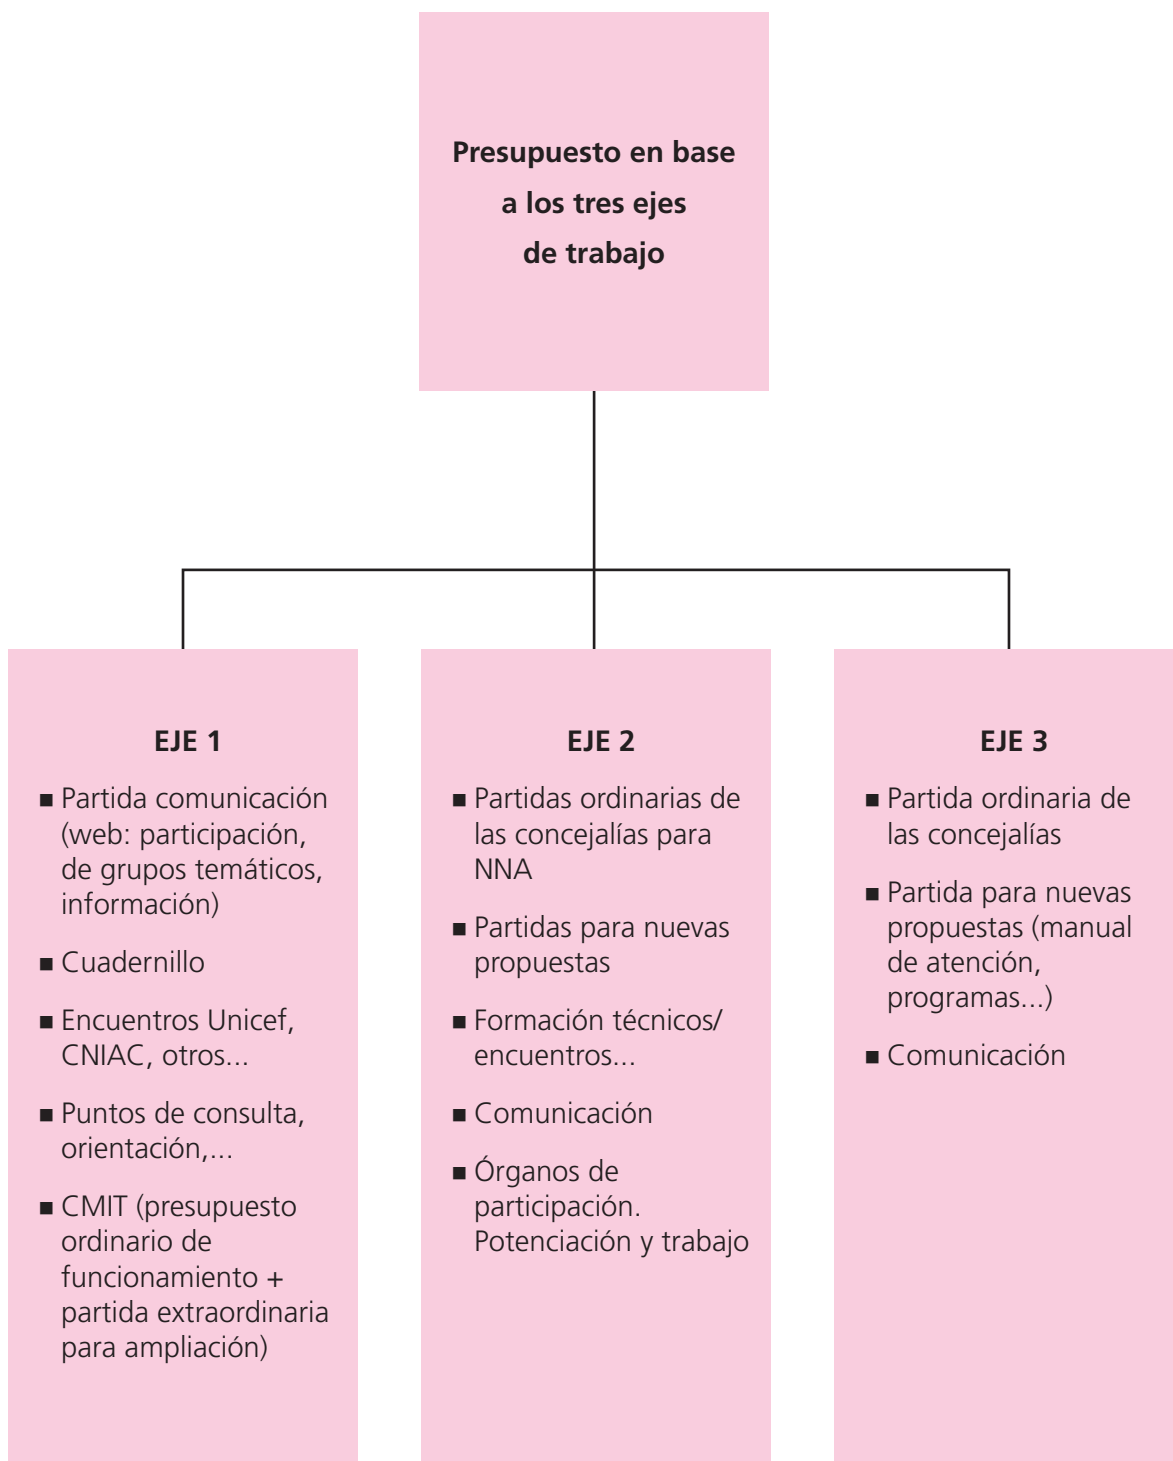 Presupuesto en base
a los tres ejes
de trabajo
EJE 1
■ Partida comunicación
(web: participación,
de grupos temáticos,
información)
■ Cuadernillo
■ Encuentros Unicef,
CNIAC, otros...
■ Puntos de consulta,
orientación,...
■ CMIT (presupuesto
ordinario de
funcionamiento +
partida extraordinaria
para ampliación)
EJE 2
■ Partidas ordinarias de
las concejalías para
NNA
■ Partidas para nuevas
propuestas
■ Formación técnicos/
encuentros...
■ Comunicación
■ Órganos de
participación.
Potenciación y trabajo
EJE 3
■ Partida ordinaria de
las concejalías
■ Partida para nuevas
propuestas (manual
de atención,
programas...)
■ Comunicación